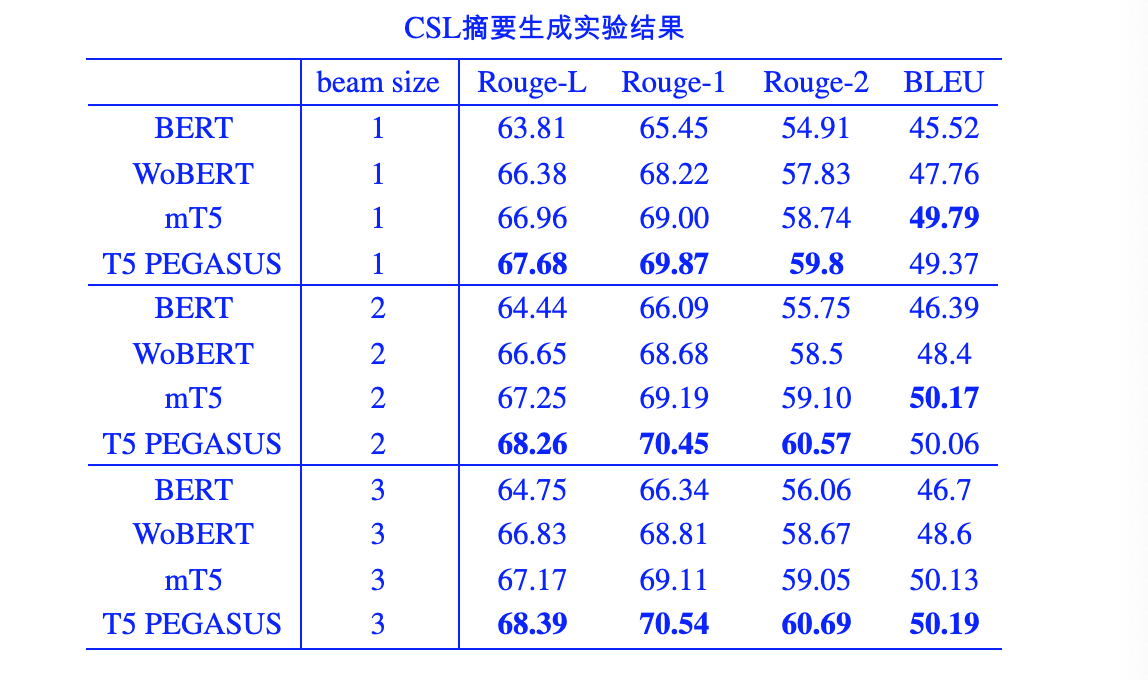 CSL摘要生成实验结果
beam size Rouge-L Rouge-1 Rouge-2 BLEU
BERT 1 63.81 65.45 54.91 45.52
WoBERT 1 66.38 68.22 57.83 47.76
mT5 1 66.96 69.00 58.74 49.79
T5 PEGASUS 1 67.68 69.87 59.8 49.37
BERT 2 64.44 66.09 55.75 46.39
WoBERT 2 66.65 68.68 58.5 48.4
mT5 2 67.25 69.19 59.10 50.17
T5 PEGASUS 2 68.26 70.45 60.57 50.06
BERT 3 64.75 66.34 56.06 46.7
WoBERT 3 66.83 68.81 58.67 48.6
mT5 3 67.17 69.11 59.05 50.13
T5 PEGASUS 3 68.39 70.54 60.69 50.19